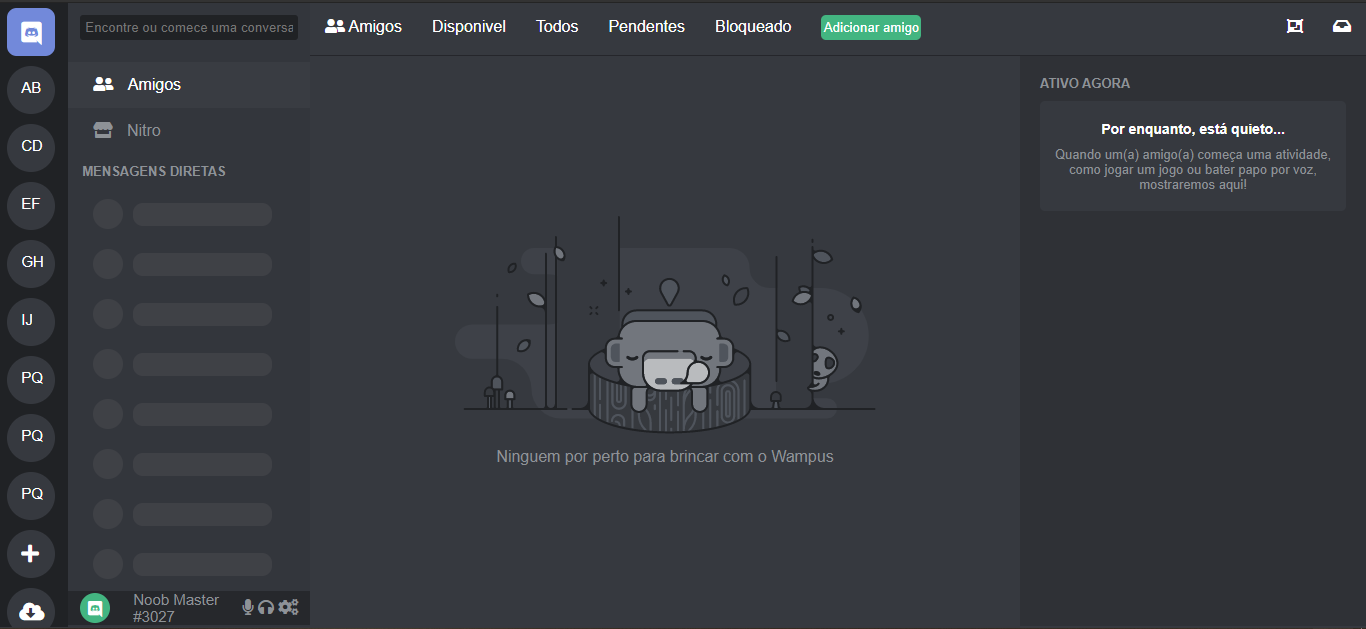 Encontre ou comece uma conversa
Amigos
Disponivel
Todos
Pendentes
Bloqueado
Adicionar amigo
AB
CD
EF
GH
IJ
PQ
PQ
PQ
Amigos
Nitro
MENSAGENS DIRETAS
Noob Master
#3027
Ninguem por perto para brincar com o Wampus
ATIVO AGORA
Por enquanto, está quieto...
Quando um(a) amigo(a) começa uma atividade,
como jogar um jogo ou bater papo por voz,
mostraremos aqui!